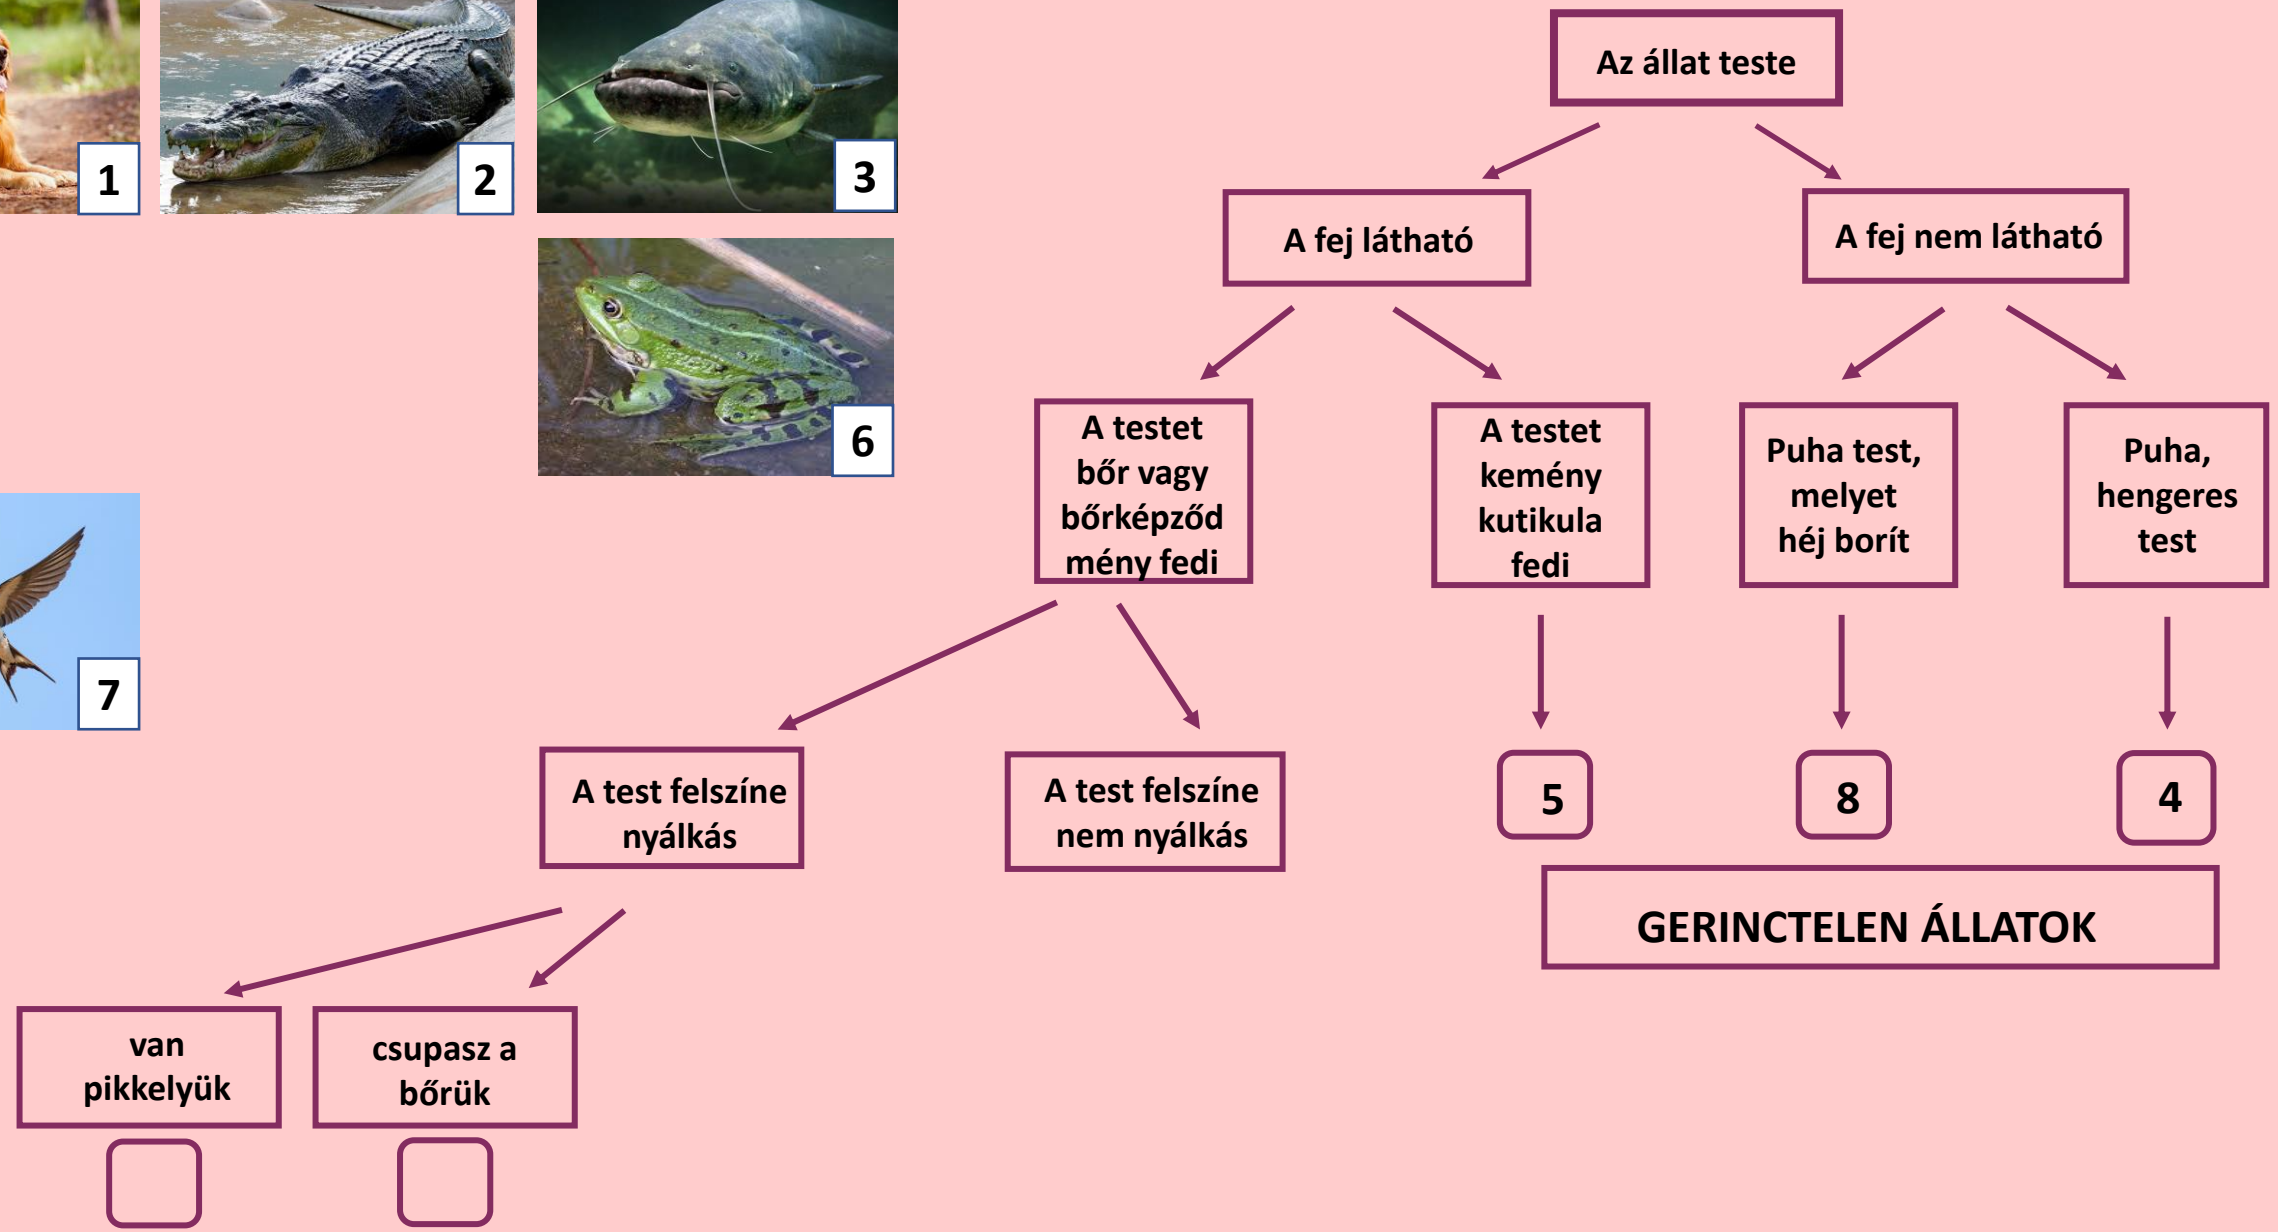 1
2
3
6
7
Az állat teste
A fej látható
A fej nem látható
A testet
bőr vagy
bőrképződ
mény fedi
A testet
kemény
kutikula
fedi
Puha test,
melyet
héj borít
Puha,
hengeres
test
A test felszíne
nyálkás
A test felszíne
nem nyálkás
5
8
4
GERINCTELEN ÁLLATOK
van
pikkelyük
csupasz a
bőrük